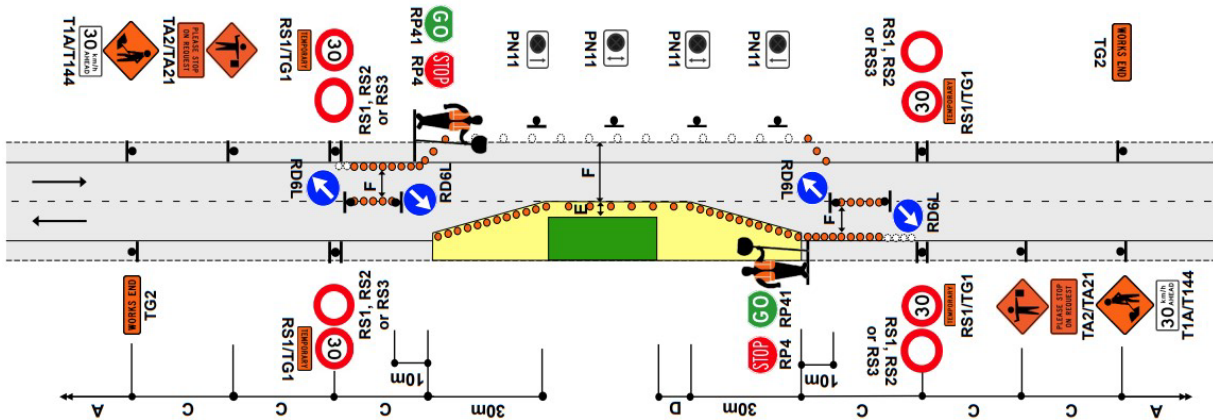 T1A/T144
30 km/h
AHEAD
TA2/TA21
PLEASE STOP
ON REQUEST
RS1/TG1
TEMPORARY
30
RS1, RS2
or RS3
RP41
GO
RP4
STOP
PN11
PN11
PN11
PN11
RS1, RS2
or RS3
RS1/TG1
TEMPORARY
30
TG2
WORKS END
RD6L
F
RD6L
F
E
RD6L
F
RD6L
TG2
WORKS END
RS1/TG1
TEMPORARY
30
RS1, RS2
or RS3
RP41
GO
RP4
STOP
RS1/TG1
TEMPORARY
30
RS1, RS2
or RS3
TA2/TA21
PLEASE STOP
ON REQUEST
T1A/T144
30 km/h
AHEAD
A
C
C
C
10m
30m
D
30m
10m
C
C
C
A